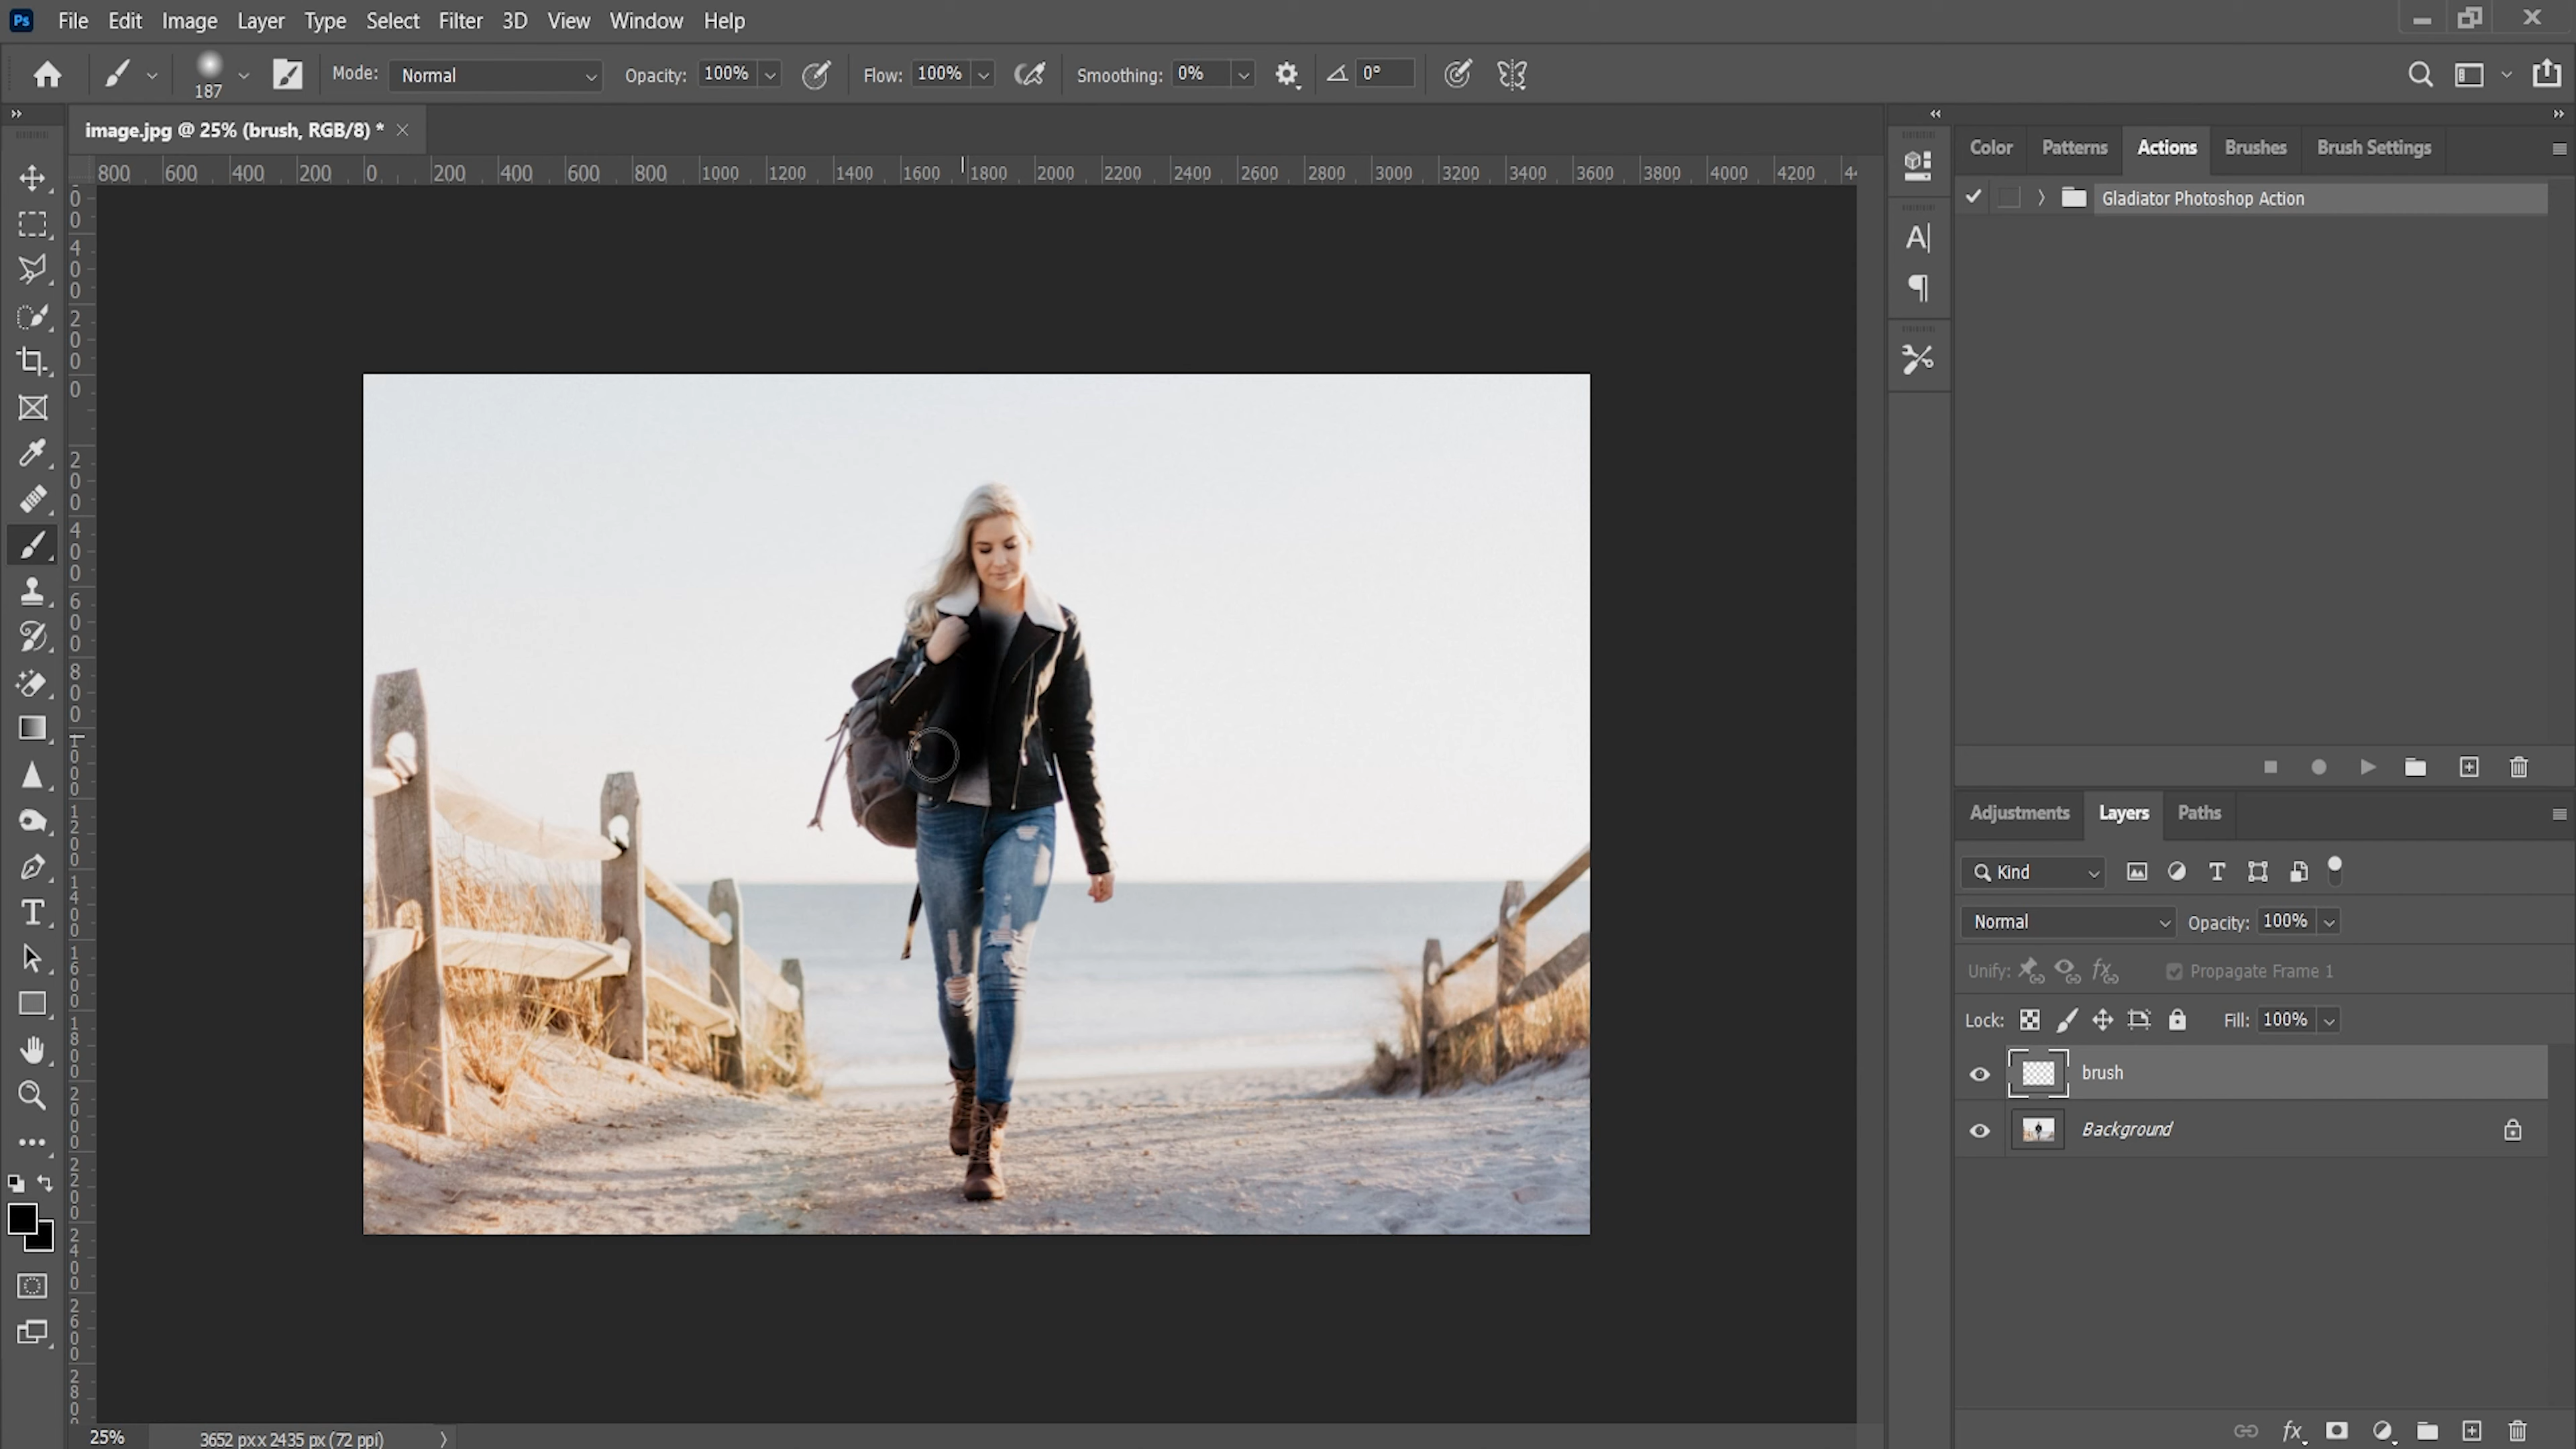 Ps File Edit Image Layer Type Select Filter 3D View Window Help
187 Mode: Normal Opacity: 100% Flow: 100% Smoothing: 0% 0°
image.jpg @ 25% (brush, RGB/8) *
800 600 400 200 0 200 400 600 800 1000 1200 1400 1600 1800 2000 2200 2400 2600 2800 3000 3200 3400 3600 3800 4000 4200
Color Patterns Actions Brushes Brush Settings
Gladiator Photoshop Action
Adjustments Layers Paths
Kind
Normal Opacity: 100%
Unify: Propagate Frame 1
Lock: Fill: 100%
brush
Background
25% 3652 px x 2435 px (72 ppi)